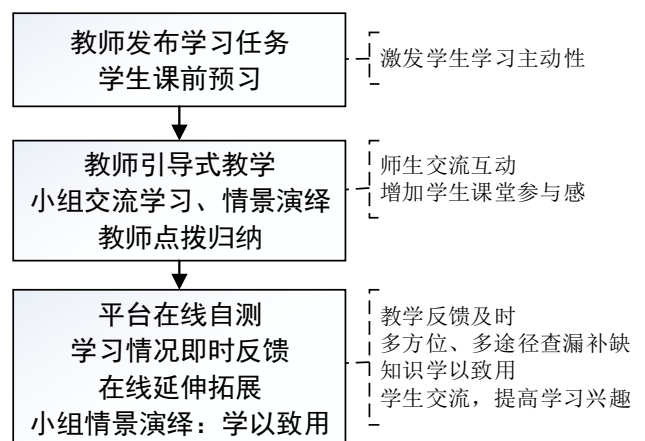 教师发布学习任务
学生课前预习
激发学生学习主动性
教师引导式教学
小组交流学习、情景演绎
教师点拨归纳
师生交流互动
增加学生课堂参与感
平台在线自测
学习情况即时反馈
在线延伸拓展
小组情景演绎：学以致用
教学反馈及时
多方位、多途径查漏补缺
知识学以致用
学生交流，提高学习兴趣